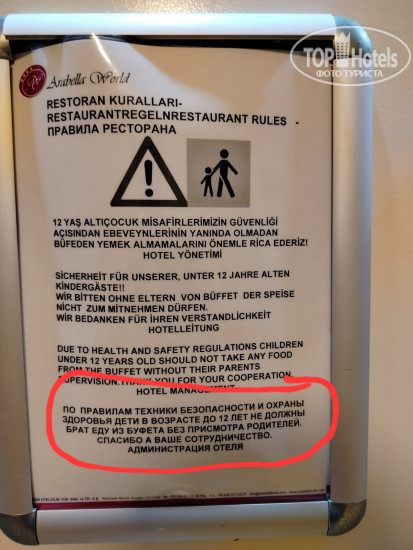 TOP Hotels
ФОТО ТУРИСТА
Arabella World
RESTORAN KURALLARI-
RESTAURANTREGELNRESTAURANT RULES -
ПРАВИЛА РЕСТОРАНА
12 YAŞ ALTIÇOCUK MİSAFİRLERİMİZİN GÜVENLİĞİ
AÇISINDAN EBEVEYNLERİNİN YANINDA OLMADAN
BÜFEDEN YEMEK ALMAMALARINI ÖNEMLE RİCA EDERİZ!
HOTEL YÖNETİMİ
SICHERHEIT FÜR UNSERER, UNTER 12 JAHRE ALTEN
KINDERGÄSTE!!
WIR BITTEN OHNE ELTERN VON BÜFFET DER SPEISE
NICHT ZUM MITNEHMEN DÜRFEN.
WIR BEDANKEN FÜR IHREN VERSTANDLICHKEIT
HOTELLEITUNG
DUE TO HEALTH AND SAFETY REGULATIONS CHILDREN
UNDER 12 YEARS OLD SHOULD NOT TAKE ANY FOOD
FROM THE BUFFET WITHOUT THEIR PARENTS
SUPERVISION.THANK YOU FOR YOUR COOPERATION.
HOTEL MANAGEMENT
ПО ПРАВИЛАМ ТЕХНИКИ БЕЗОПАСНОСТИ И ОХРАНЫ
ЗДОРОВЬЯ ДЕТИ В ВОЗРАСТЕ ДО 12 ЛЕТ НЕ ДОЛЖНЫ
БРАТ ЕДУ ИЗ БУФЕТА БЕЗ ПРИСМОТРА РОДИТЕЛЕЙ.
СПАСИБО А ВАШЕ СОТРУДНИЧЕСТВО.
АДМИНИСТРАЦИЯ ОТЕЛЯ